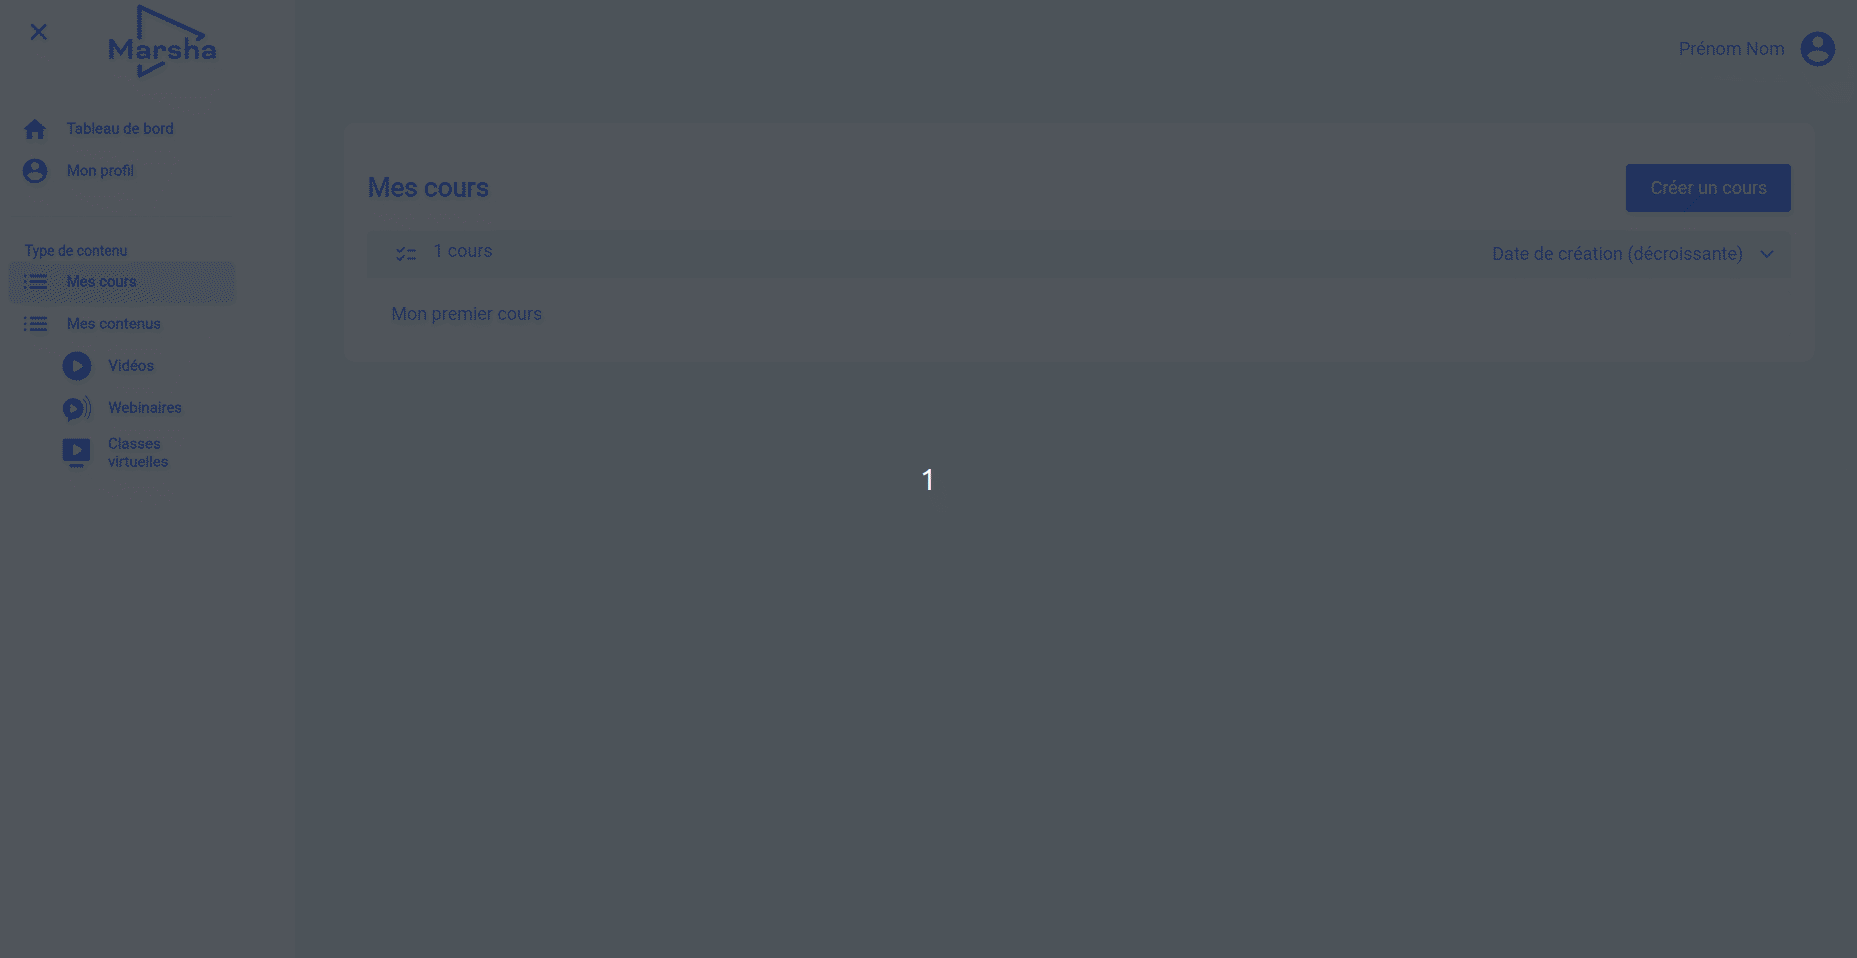 Marsha
Prénom Nom
Tableau de bord
Mon profil
Mes cours
Créer un cours
Type de contenu
1 cours
Date de création (décroissante)
Mes cours
Mon premier cours
Mes contenus
Vidéos
Webinaires
Classes
virtuelles
1